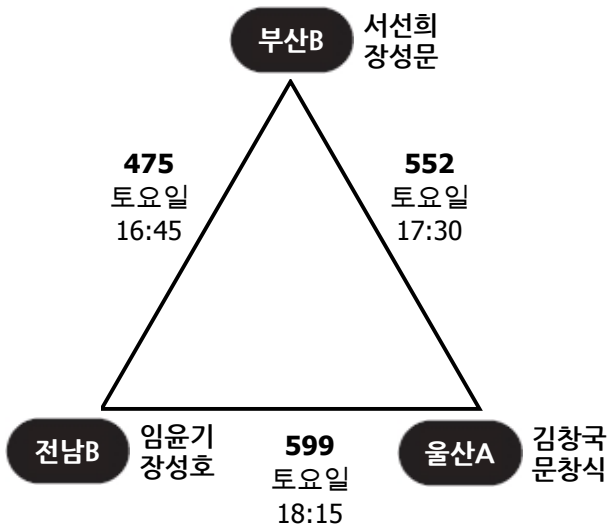 부산B
서선희
장성문
475
토요일
16:45
552
토요일
17:30
전남B
임윤기
장성호
599
토요일
18:15
울산A
김창국
문창식